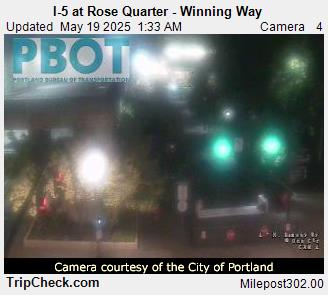 I-5 at Rose Quarter - Winning Way
Updated May 19 2025 1:33 AM Camera 4
PBOT
PORTLAND BUREAU OF TRANSPORTATION
Camera courtesy of the City of Portland
TripCheck.com Milepost302.00